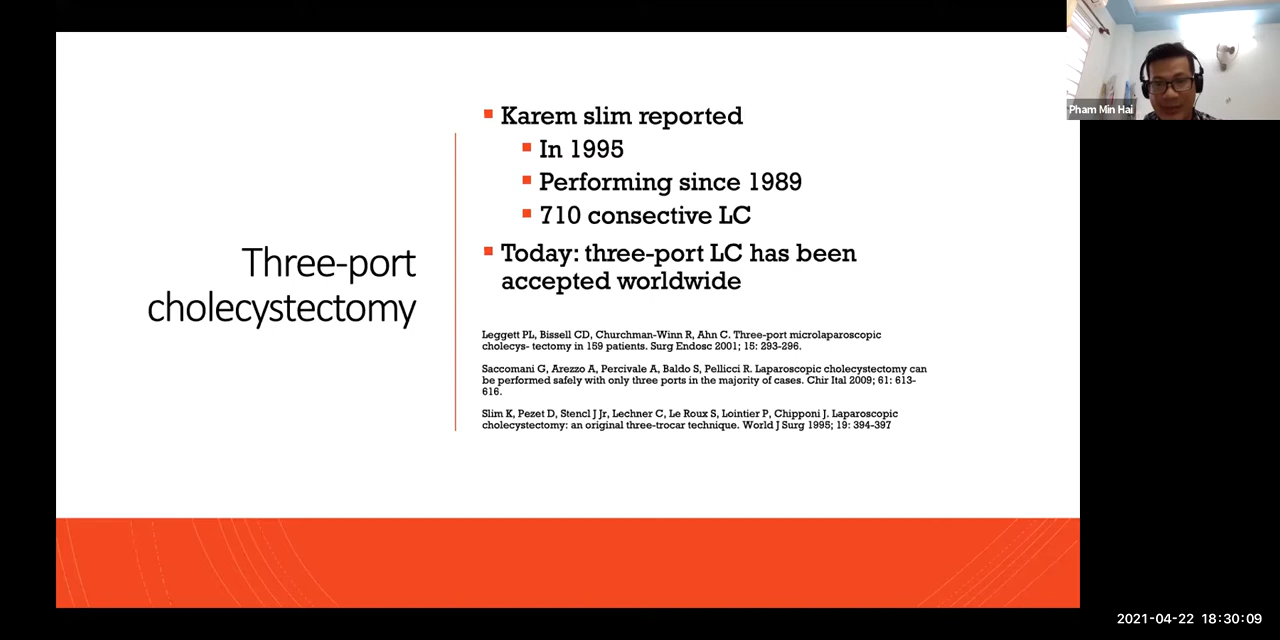 Three-port
cholecystectomy
Karem slim reported
In 1995
Performing since 1989
710 consective LC
Today: three-port LC has been
accepted worldwide
Leggett PL, Bissell CD, Churchman-Winn R, Ahn C. Three-port microlaparoscopic
cholecys- tectomy in 159 patients. Surg Endosc 2001; 15: 293-296.
Saccomani G, Arezzo A, Percivale A, Baldo S, Pellicci R. Laparoscopic cholecystectomy can
be performed safely with only three ports in the majority of cases. Chir Ital 2009; 61: 613-
616.
Slim K, Pezet D, Stencl J Jr, Lechner C, Le Roux S, Lointier P, Chipponi J. Laparoscopic
cholecystectomy: an original three-trocar technique. World J Surg 1995; 19: 394-397
Pham Min Hai
2021-04-22 18:30:09